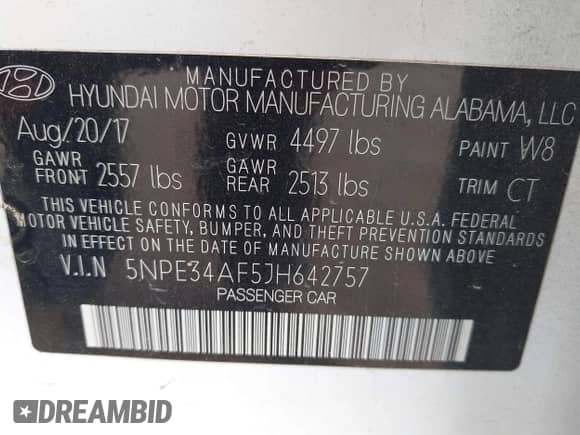 MANUFACTURED BY
HYUNDAI MOTOR MANUFACTURING ALABAMA, LLC
Aug/20/17 GVWR 4497 lbs PAINT W8
GAWR FRONT 2557 lbs GAWR REAR 2513 lbs TRIM CT
THIS VEHICLE CONFORMS TO ALL APPLICABLE U.S.A. FEDERAL
MOTOR VEHICLE SAFETY, BUMPER, AND THEFT PREVENTION STANDARDS
IN EFFECT ON THE DATE OF MANUFACTURE SHOWN ABOVE.
V.I.N 5NPE34AF5JH642757
PASSENGER CAR
DREAMBID